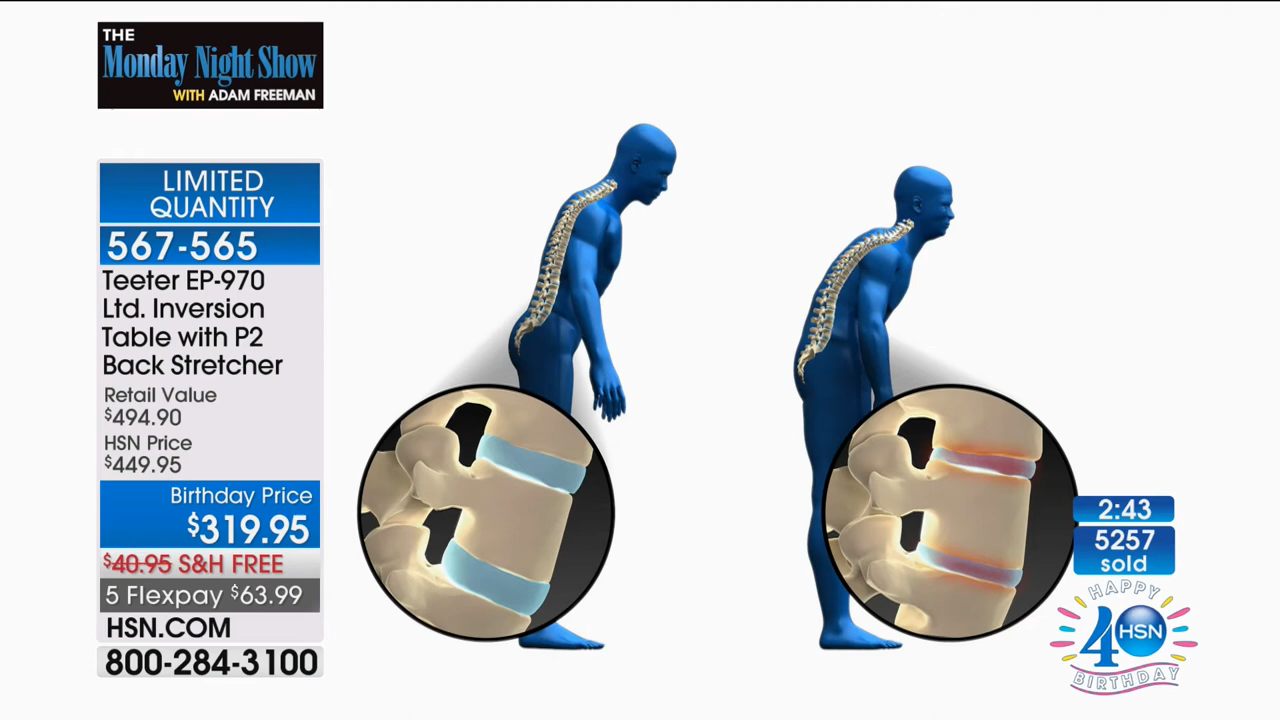 THE
Monday Night Show
WITH ADAM FREEMAN
LIMITED
QUANTITY
567-565
Teeter EP-970
Ltd. Inversion
Table with P2
Back Stretcher
Retail Value
$494.90
HSN Price
$449.95
Birthday Price
$319.95
$40.95 S&H FREE
5 Flexpay $63.99
HSN.COM
800-284-3100
2:43
5257
sold
HAPPY
40 HSN
BIRTHDAY